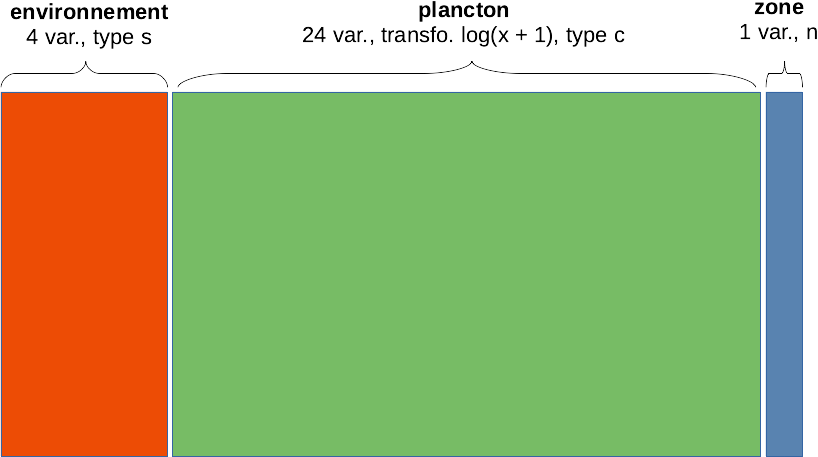 environnement
4 var., type s
plancton
24 var., transfo. log(x + 1), type c
zone
1 var., n